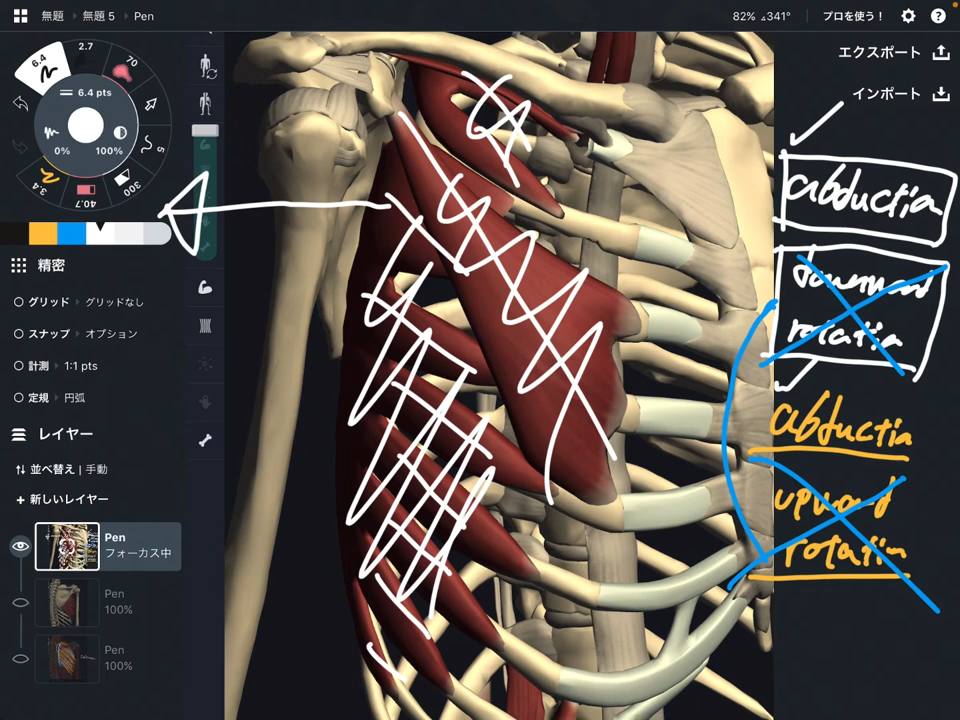 無題 › 無題 5 › Pen
82% ⊿341°
プロを使う！
エクスポート
インポート
2.7
6.4
70
6.4 pts
5
0% 100%
3.4
40.7
300
精密
グリッド › グリッドなし
スナップ › オプション
計測 › 1:1 pts
定規 › 円弧
レイヤー
並べ替え | 手動
+ 新しいレイヤー
Pen
フォーカス中
Pen
100%
Pen
100%
abduction
downward
rotation
abduction
upward
rotation